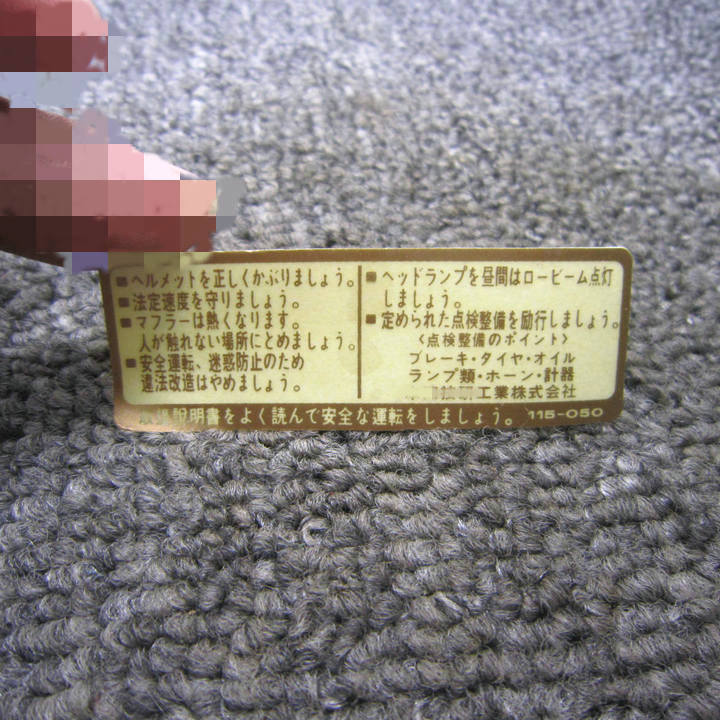 ■ヘルメットを正しくかぶりましょう。
■法定速度を守りましょう。
■マフラーは熱くなります。
人が触れない場所にとめましょう。
■安全運転、迷惑防止のため
違法改造はやめましょう。
■ヘッドランプを昼間はロービーム点灯
しましょう。
■定められた点検整備を励行しましょう。
〈点検整備のポイント〉
ブレーキ・タイヤ・オイル
ランプ類・ホーン・計器
工業株式会社
取扱説明書をよく読んで安全な運転をしましょう。 115-050